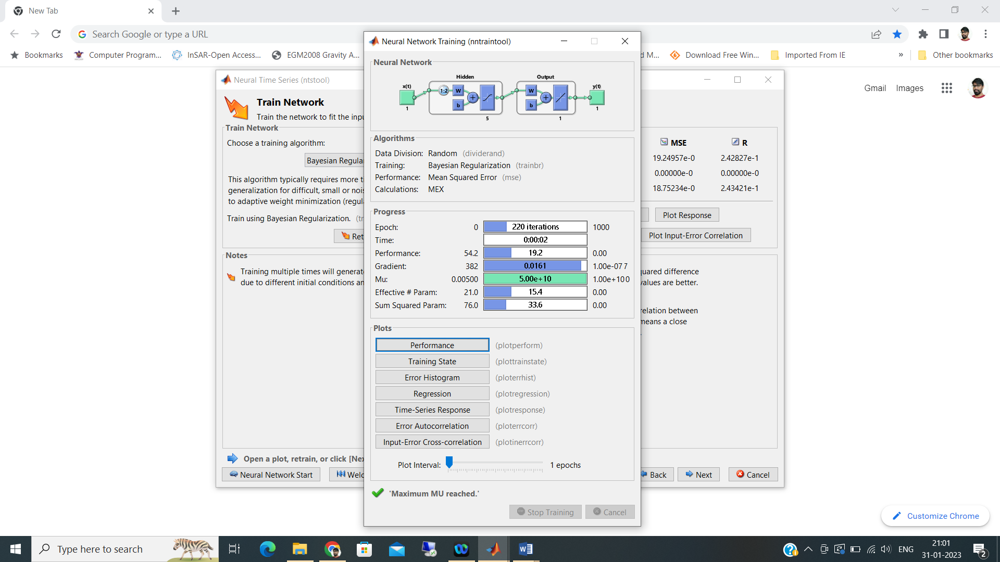 New Tab
Search Google or type a URL
Bookmarks
Computer Program...
InSAR-Open Access...
EGM2008 Gravity A...
d M...
Download Free Win...
Imported From IE
»
Other bookmarks
Gmail
Images
Neural Time Series (ntstool)
Train Network
Train the network to fit the inpu
Train Network
Choose a training algorithm:
Bayesian Regula
This algorithm typically requires more t
generalization for difficult, small or nois
to adaptive weight minimization (regul
Train using Bayesian Regularization. (tr
Ret
Notes
Training multiple times will generat
due to different initial conditions an
Open a plot, retrain, or click [Nex
Neural Network Start
Welc
Neural Network Training (nntraintool)
Neural Network
Hidden
Output
x(t)
1:2
W
b
W
b
y(t)
1
5
1
1
Algorithms
Data Division: Random (dividerand)
Training: Bayesian Regularization (trainbr)
Performance: Mean Squared Error (mse)
Calculations: MEX
Progress
Epoch: 0 220 iterations 1000
Time: 0:00:02
Performance: 54.2 19.2 0.00
Gradient: 382 0.0161 1.00e-07 7
Mu: 0.00500 5.00e+10 1.00e+10 0
Effective # Param: 21.0 15.4 0.00
Sum Squared Param: 76.0 33.6 0.00
Plots
Performance (plotperform)
Training State (plottrainstate)
Error Histogram (ploterrhist)
Regression (plotregression)
Time-Series Response (plotresponse)
Error Autocorrelation (ploterrcorr)
Input-Error Cross-correlation (plotinerrcorr)
Plot Interval: 1 epochs
'Maximum MU reached.'
Stop Training
Cancel
MSE R
19.24957e-0 2.42827e-1
0.00000e-0 0.00000e-0
18.75234e-0 2.43421e-1
Plot Response
Plot Input-Error Correlation
uared difference
values are better.
relation between
means a close
Back
Next
Cancel
Customize Chrome
Type here to search
ENG
21:01
31-01-2023
2